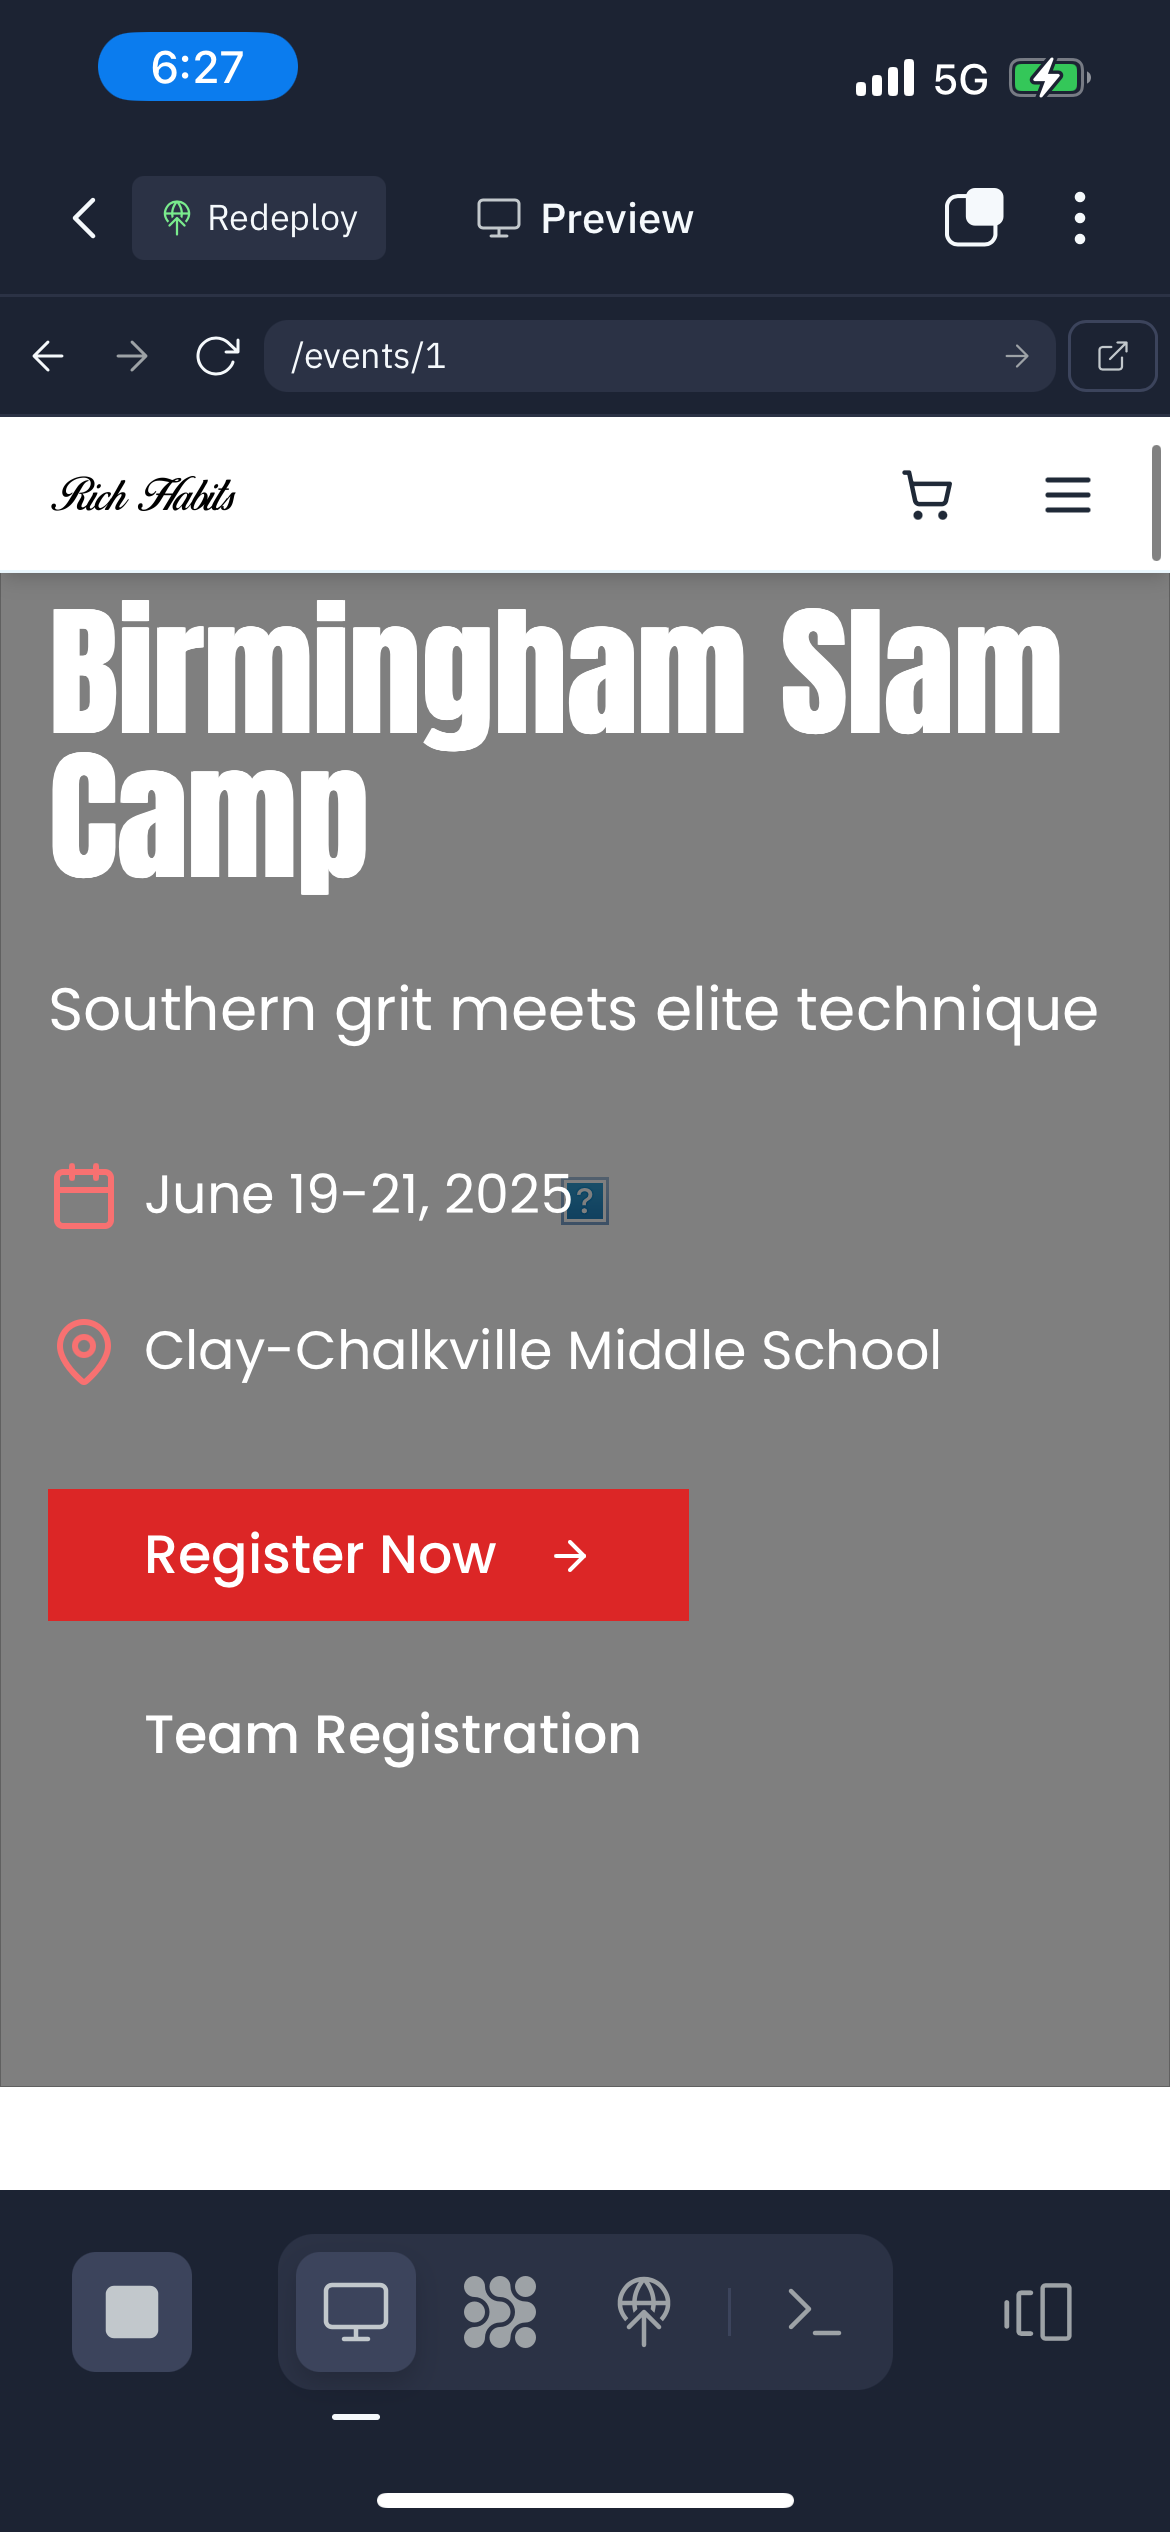 6:27
5G
Redeploy
Preview
/events/1
Rich Habits
Birmingham Slam
Camp
Southern grit meets elite technique
June 19-21, 2025
?
Clay-Chalkville Middle School
Register Now
Team Registration